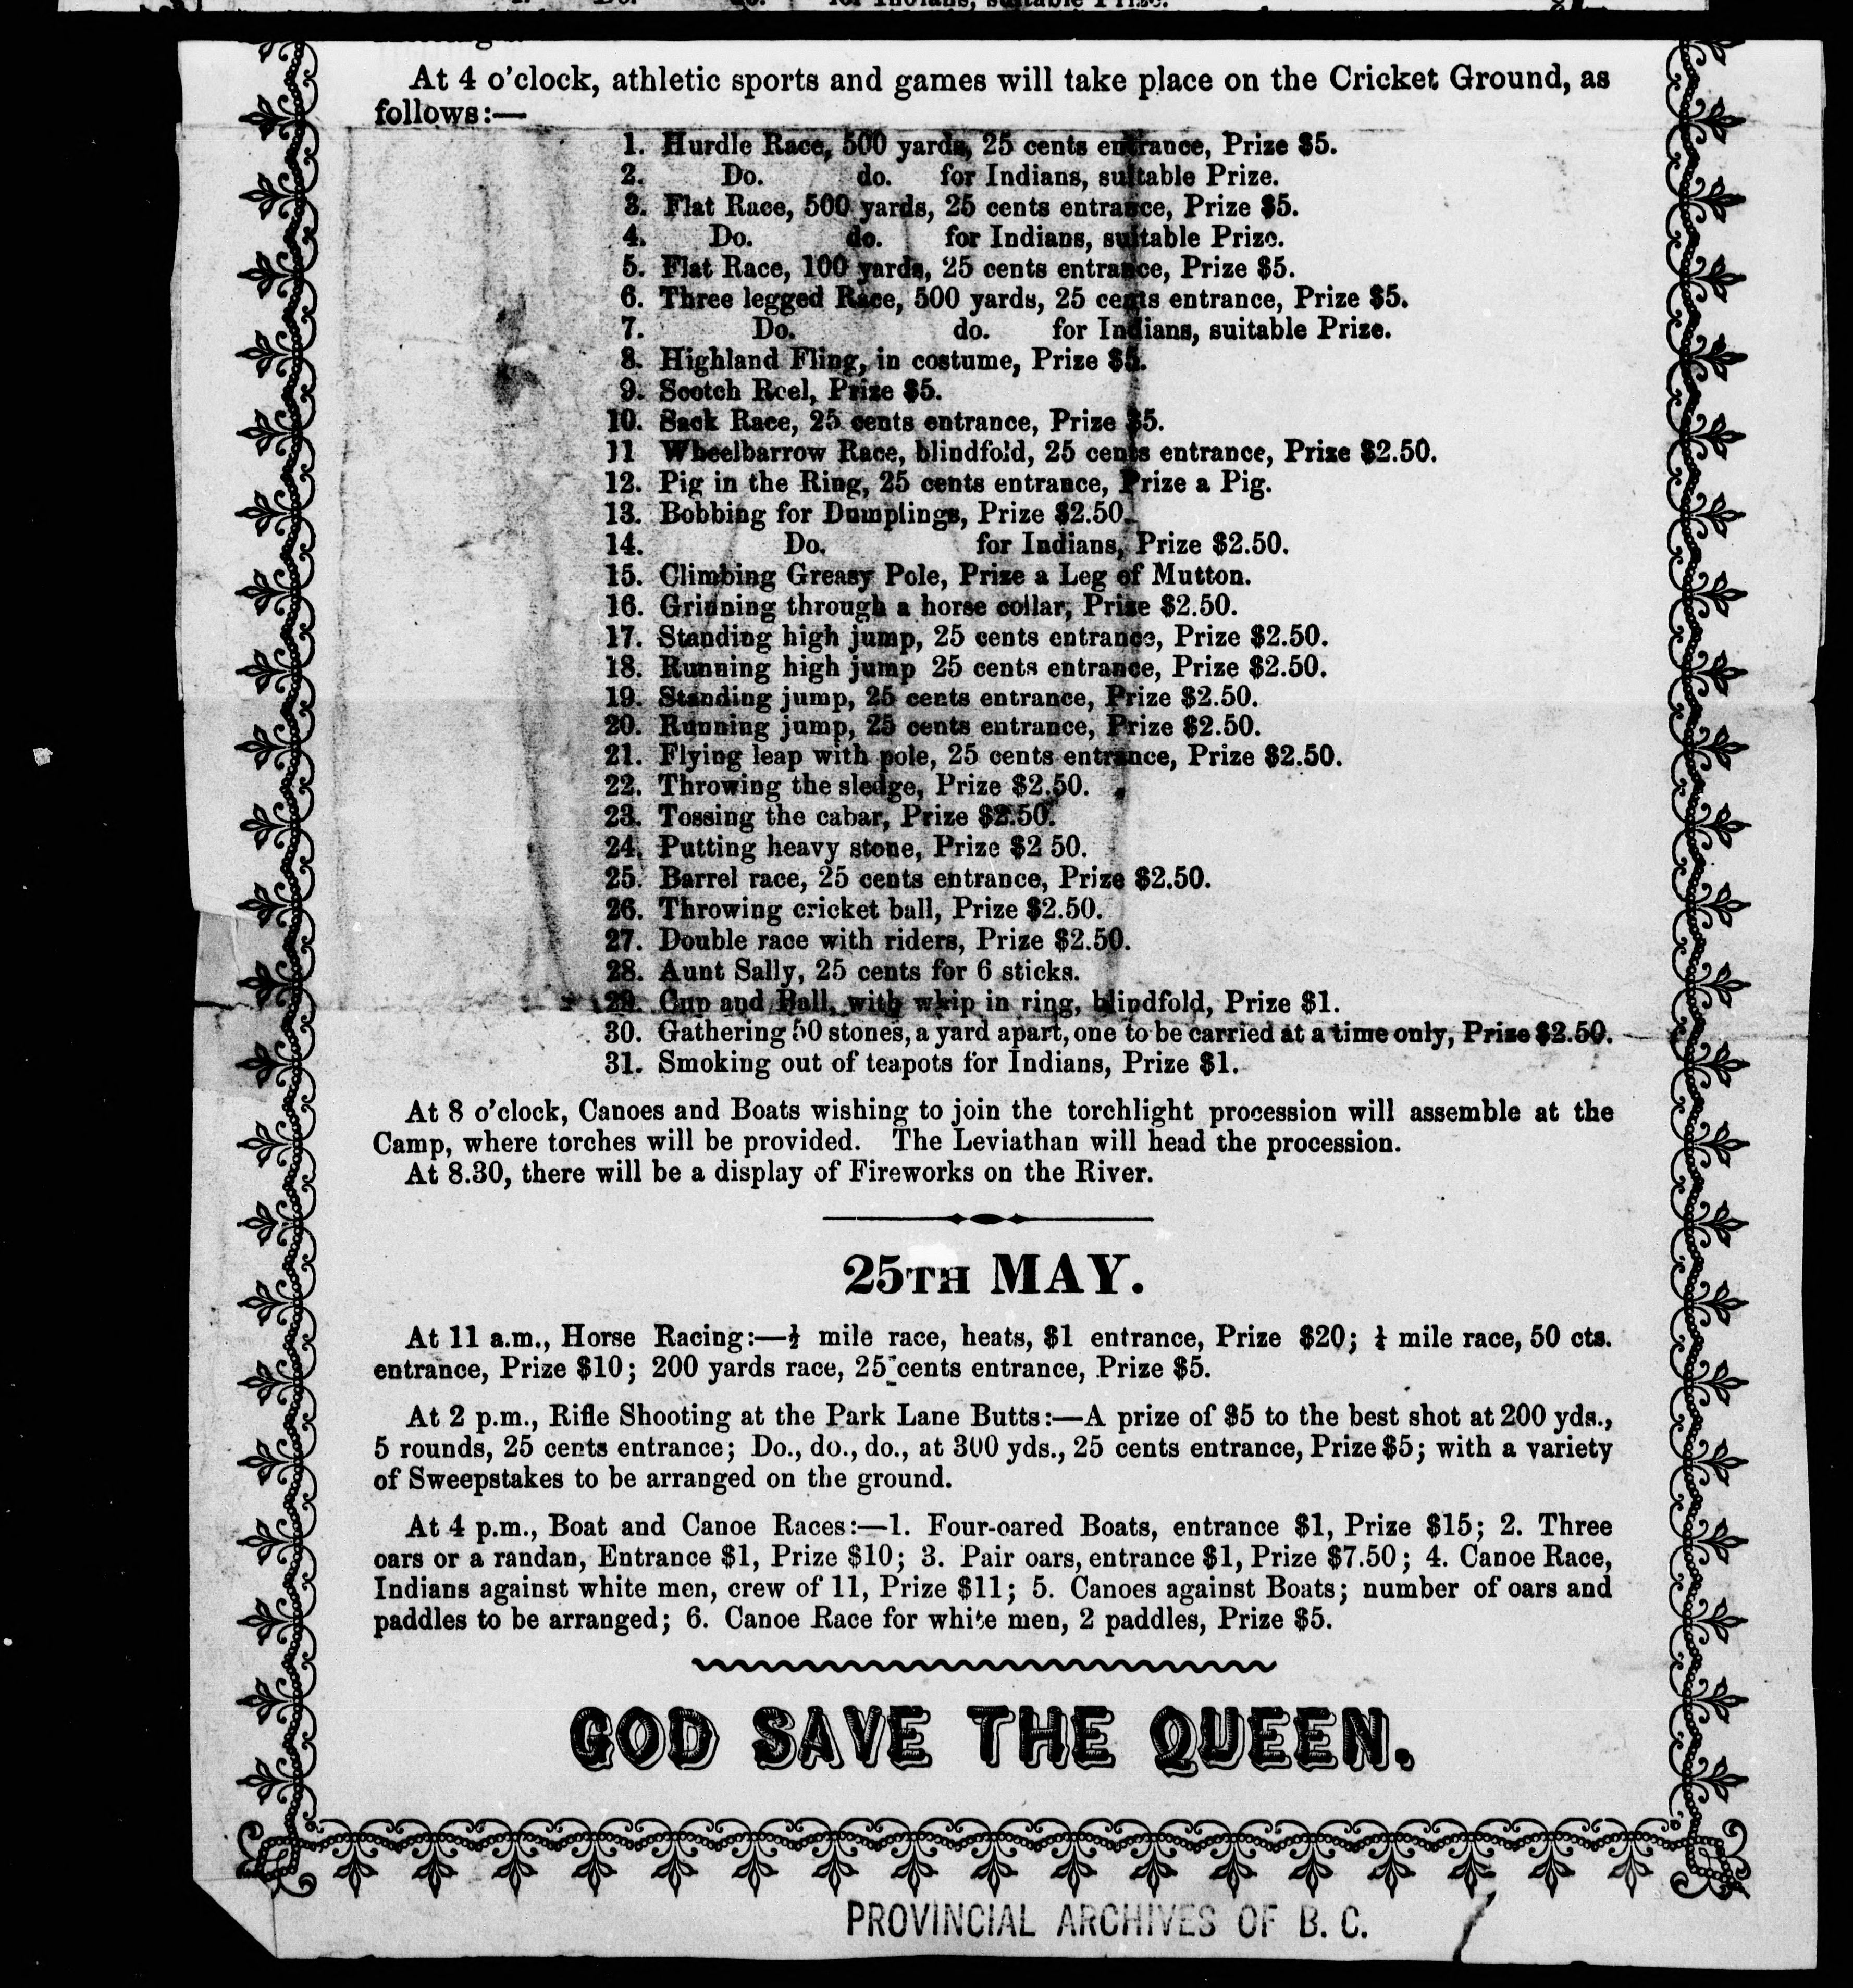 do. for Indians, suitable Prize.
At 4 o'clock, athletic sports and games will take place on the Cricket Ground, as
follows:—
1. Hurdle Race, 500 yards, 25 cents entrance, Prize $5.
2. Do. do. for Indians, suitable Prize.
3. Flat Race, 500 yards, 25 cents entrance, Prize $5.
4. Do. do. for Indians, suitable Prize.
5. Flat Race, 100 yards, 25 cents entrance, Prize $5.
6. Three legged Race, 500 yards, 25 cents entrance, Prize $5.
7. Do. do. for Indians, suitable Prize.
8. Highland Fling, in costume, Prize $5.
9. Scotch Reel, Prize $5.
10. Sack Race, 25 cents entrance, Prize $5.
11 Wheelbarrow Race, blindfold, 25 cents entrance, Prize $2.50.
12. Pig in the Ring, 25 cents entrance, Prize a Pig.
13. Bobbing for Dumplings, Prize $2.50.
14. Do. for Indians, Prize $2.50.
15. Climbing Greasy Pole, Prize a Leg of Mutton.
16. Grinning through a horse collar, Prize $2.50.
17. Standing high jump, 25 cents entrance, Prize $2.50.
18. Running high jump 25 cents entrance, Prize $2.50.
19. Standing jump, 25 cents entrance, Prize $2.50.
20. Running jump, 25 cents entrance, Prize $2.50.
21. Flying leap with pole, 25 cents entrance, Prize $2.50.
22. Throwing the sledge, Prize $2.50.
23. Tossing the cabar, Prize $2.50.
24. Putting heavy stone, Prize $2 50.
25. Barrel race, 25 cents entrance, Prize $2.50.
26. Throwing cricket ball, Prize $2.50.
27. Double race with riders, Prize $2.50.
28. Aunt Sally, 25 cents for 6 sticks.
29. Cup and Ball, with whip in ring, blindfold, Prize $1.
30. Gathering 50 stones, a yard apart, one to be carried at a time only, Prize $2.50.
31. Smoking out of teapots for Indians, Prize $1.
At 8 o'clock, Canoes and Boats wishing to join the torchlight procession will assemble at the
Camp, where torches will be provided. The Leviathan will head the procession.
At 8.30, there will be a display of Fireworks on the River.
25TH MAY.
At 11 a.m., Horse Racing:—½ mile race, heats, $1 entrance, Prize $20; ¼ mile race, 50 cts.
entrance, Prize $10; 200 yards race, 25 cents entrance, Prize $5.
At 2 p.m., Rifle Shooting at the Park Lane Butts:—A prize of $5 to the best shot at 200 yds.,
5 rounds, 25 cents entrance; Do., do., do., at 300 yds., 25 cents entrance, Prize $5; with a variety
of Sweepstakes to be arranged on the ground.
At 4 p.m., Boat and Canoe Races:—1. Four-oared Boats, entrance $1, Prize $15; 2. Three
oars or a randan, Entrance $1, Prize $10; 3. Pair oars, entrance $1, Prize $7.50; 4. Canoe Race,
Indians against white men, crew of 11, Prize $11; 5. Canoes against Boats; number of oars and
paddles to be arranged; 6. Canoe Race for white men, 2 paddles, Prize $5.
GOD SAVE THE QUEEN.
PROVINCIAL ARCHIVES OF B. C.